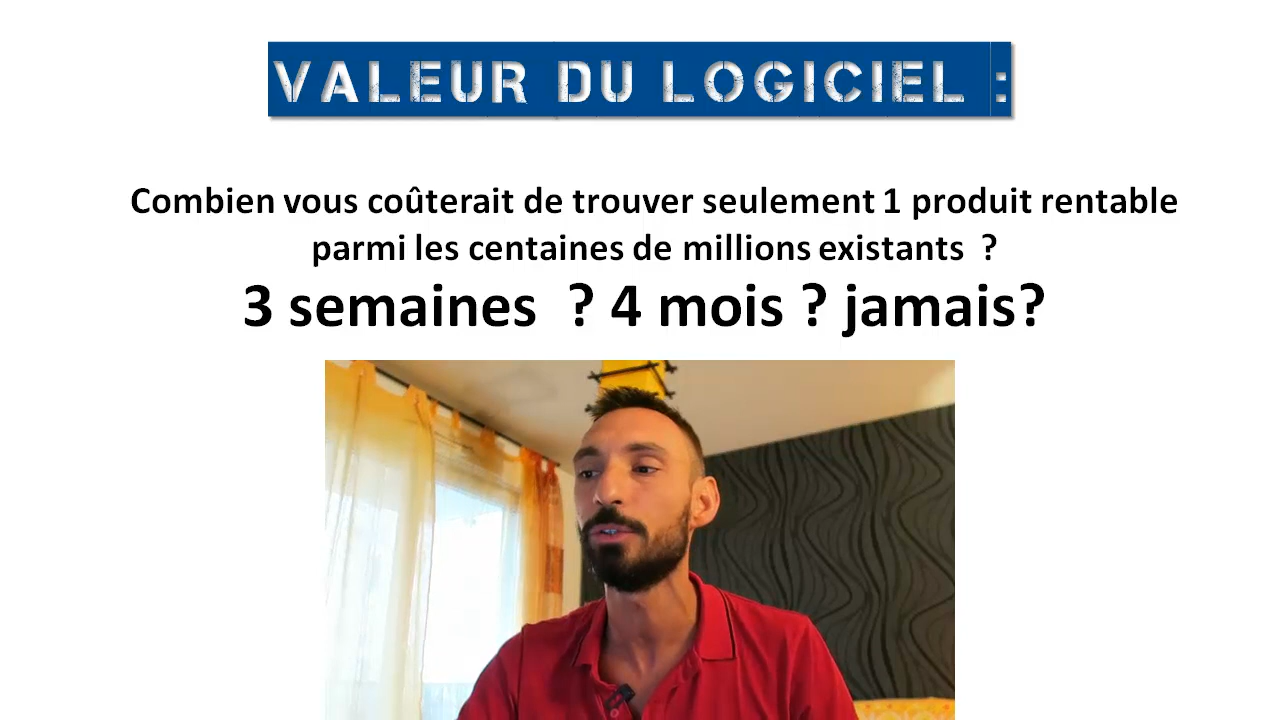 VALEUR DU LOGICIEL :
Combien vous coûterait de trouver seulement 1 produit rentable
parmi les centaines de millions existants  ?
3 semaines  ? 4 mois ? jamais?